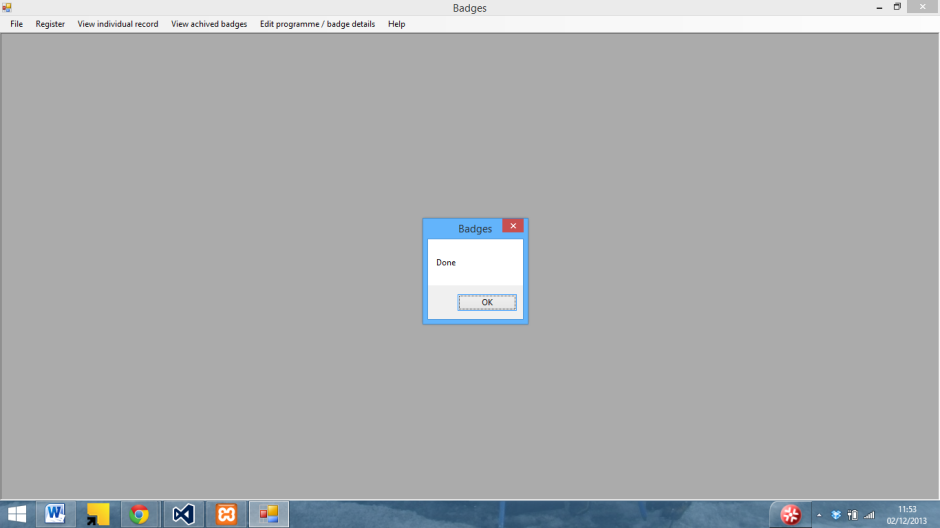 Badges
File Register View individual record View achived badges Edit programme / badge details Help
Badges
Done
OK
11:53
02/12/2013